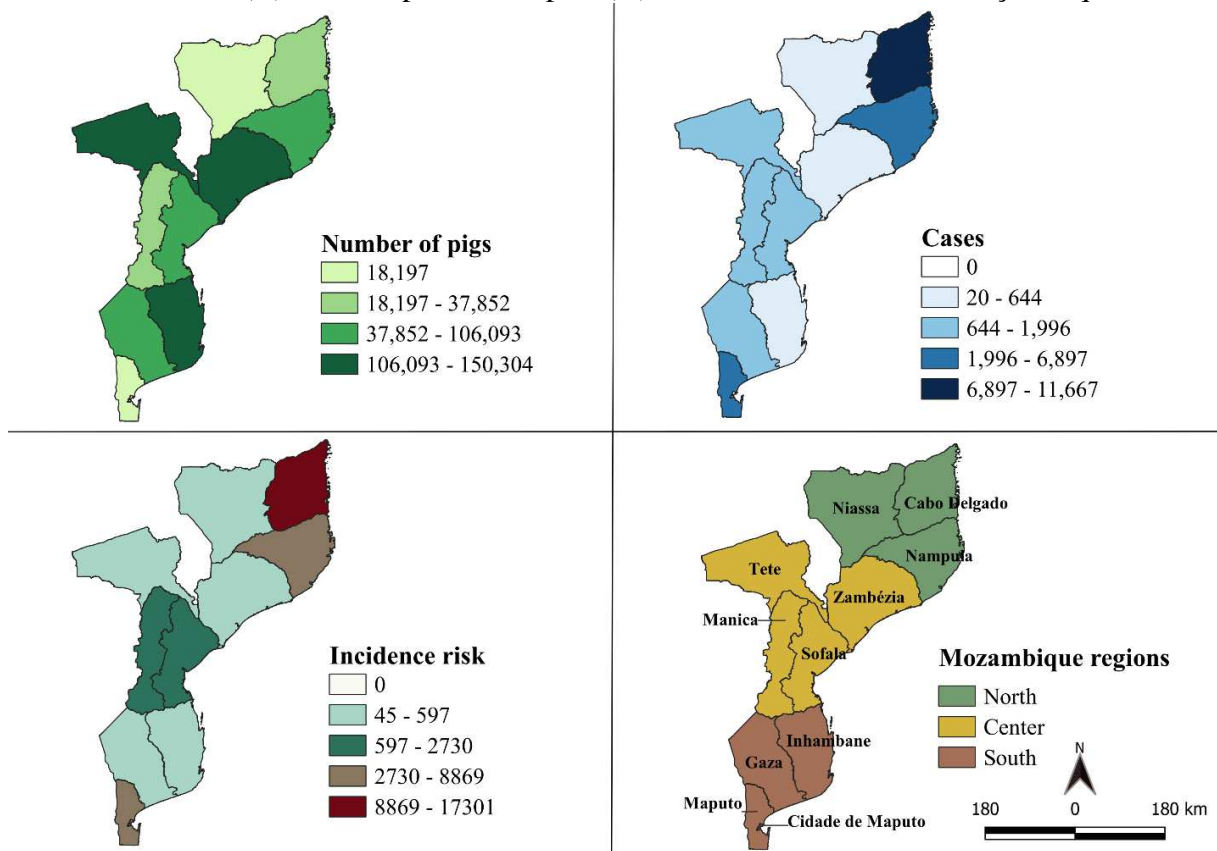 Number of pigs
18,197
18,197 - 37,852
37,852 - 106,093
106,093 - 150,304
Cases
0
20 - 644
644 - 1,996
1,996 - 6,897
6,897 - 11,667
Incidence risk
0
45 - 597
597 - 2730
2730 - 8869
8869 - 17301
Niassa
Cabo Delgado
Nampula
Tete
Zambézia
Manica
Sofala
Inhambane
Gaza
Maputo
Cidade de Maputo
Mozambique regions
North
Center
South
N
180 0 180 km